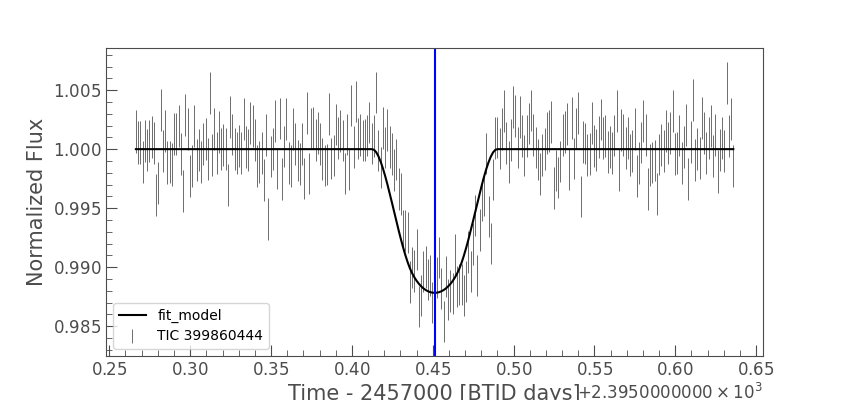 1.005
1.000
0.995
0.990
0.985
Normalized Flux
fit_model
TIC 399860444
0.25 0.30 0.35 0.40 0.45 0.50 0.55 0.60 0.65
Time - 2457000 [BTJD days]
+2.3950000000 × 10³